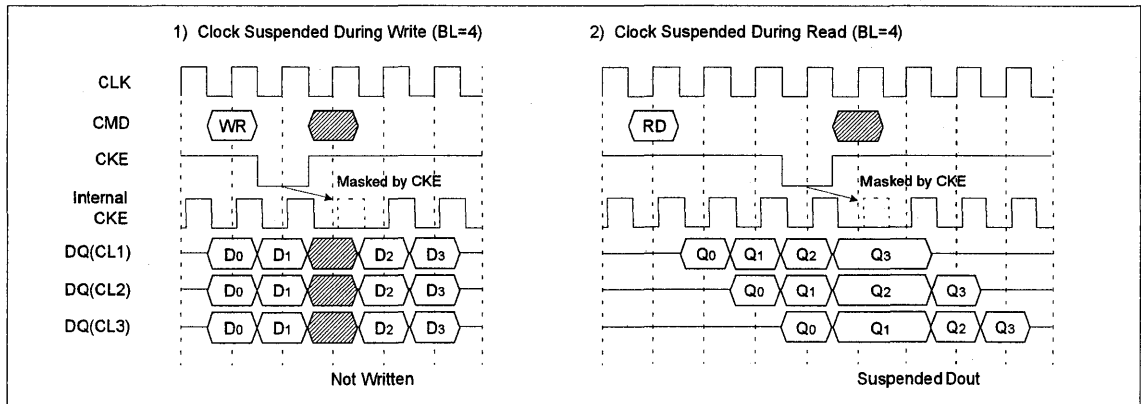 1) Clock Suspended During Write (BL=4)
2) Clock Suspended During Read (BL=4)
CLK
CMD
WR
RD
CKE
Masked by CKE
Masked by CKE
Internal
CKE
DQ(CL1)
D0 D1 D2 D3
Q0 Q1 Q2 Q3
DQ(CL2)
D0 D1 D2 D3
Q0 Q1 Q2 Q3
DQ(CL3)
D0 D1 D2 D3
Q0 Q1 Q2 Q3
Not Written
Suspended Dout